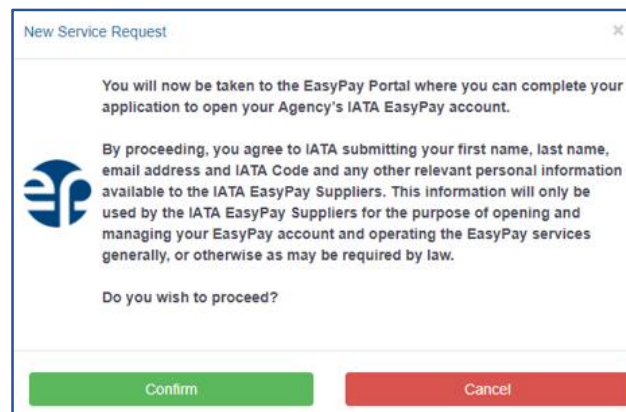 New Service Request
×
You will now be taken to the EasyPay Portal where you can complete your
application to open your Agency's IATA EasyPay account.
By proceeding, you agree to IATA submitting your first name, last name,
email address and IATA Code and any other relevant personal information
available to the IATA EasyPay Suppliers. This information will only be
used by the IATA EasyPay Suppliers for the purpose of opening and
managing your EasyPay account and operating the EasyPay services
generally, or otherwise as may be required by law.
Do you wish to proceed?
Confirm
Cancel